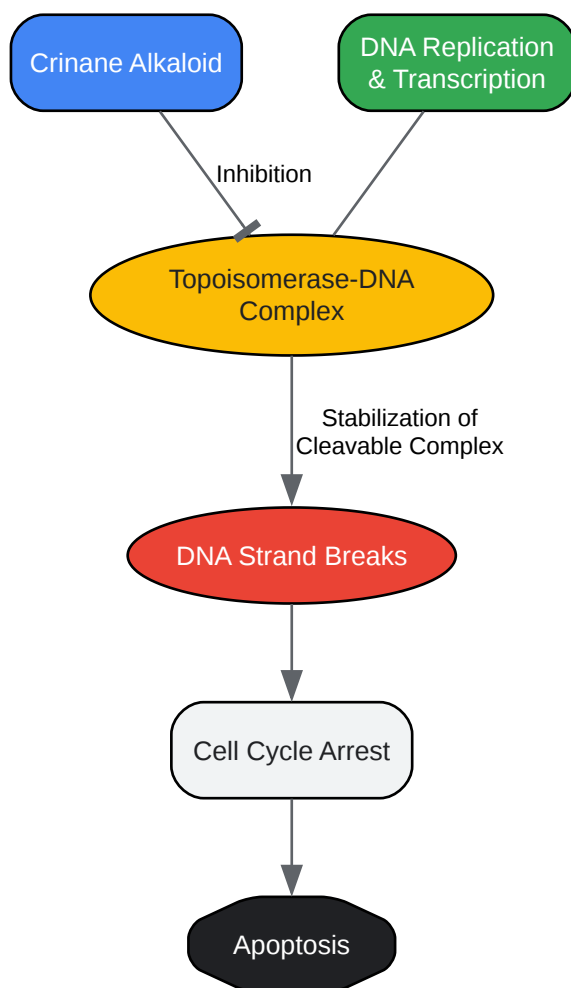 Crinane Alkaloid
DNA Replication
& Transcription
Inhibition
Topoisomerase-DNA
Complex
Stabilization of
Cleavable Complex
DNA Strand Breaks
Cell Cycle Arrest
Apoptosis